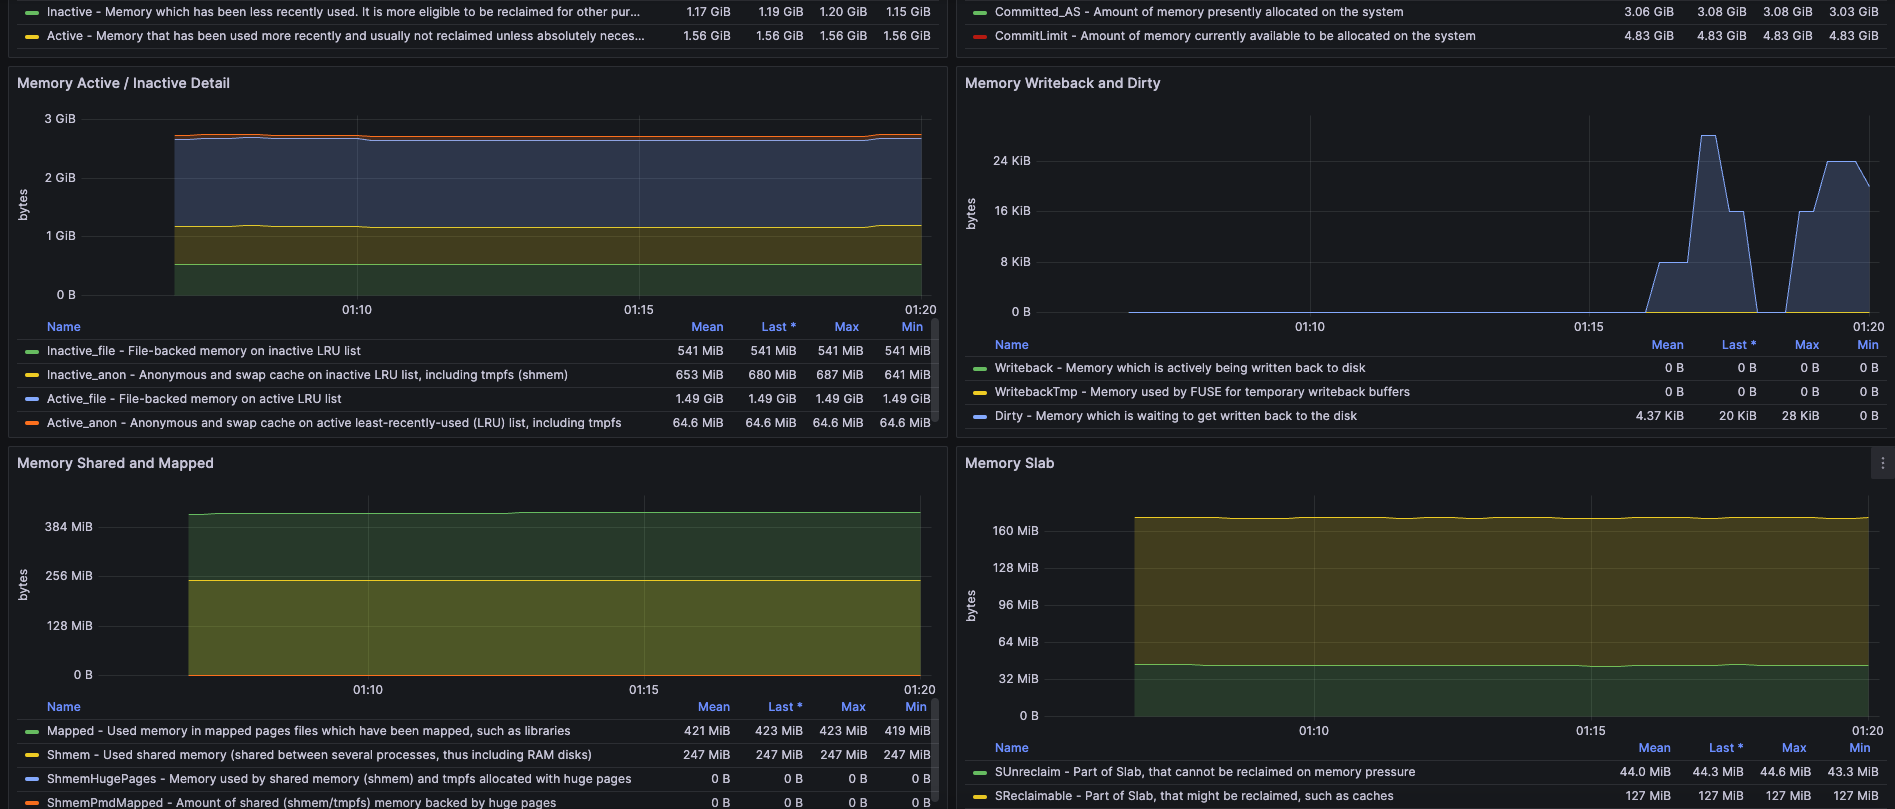 Inactive - Memory which has been less recently used. It is more eligible to be reclaimed for other pur... 1.17 GiB 1.19 GiB 1.20 GiB 1.15 GiB
Active - Memory that has been used more recently and usually not reclaimed unless absolutely neces... 1.56 GiB 1.56 GiB 1.56 GiB 1.56 GiB
Committed_AS - Amount of memory presently allocated on the system 3.06 GiB 3.08 GiB 3.08 GiB 3.03 GiB
CommitLimit - Amount of memory currently available to be allocated on the system 4.83 GiB 4.83 GiB 4.83 GiB 4.83 GiB
Memory Active / Inactive Detail
3 GiB
2 GiB
1 GiB
0 B
bytes
01:10 01:15 01:20
Name Mean Last * Max Min
Inactive_file - File-backed memory on inactive LRU list 541 MiB 541 MiB 541 MiB 541 MiB
Inactive_anon - Anonymous and swap cache on inactive LRU list, including tmpfs (shmem) 653 MiB 680 MiB 687 MiB 641 MiB
Active_file - File-backed memory on active LRU list 1.49 GiB 1.49 GiB 1.49 GiB 1.49 GiB
Active_anon - Anonymous and swap cache on active least-recently-used (LRU) list, including tmpfs 64.6 MiB 64.6 MiB 64.6 MiB 64.6 MiB
Memory Writeback and Dirty
24 KiB
16 KiB
8 KiB
0 B
bytes
01:10 01:15 01:20
Name Mean Last * Max Min
Writeback - Memory which is actively being written back to disk 0 B 0 B 0 B 0 B
WritebackTmp - Memory used by FUSE for temporary writeback buffers 0 B 0 B 0 B 0 B
Dirty - Memory which is waiting to get written back to the disk 4.37 KiB 20 KiB 28 KiB 0 B
Memory Shared and Mapped
384 MiB
256 MiB
128 MiB
0 B
bytes
01:10 01:15 01:20
Name Mean Last * Max Min
Mapped - Used memory in mapped pages files which have been mapped, such as libraries 421 MiB 423 MiB 423 MiB 419 MiB
Shmem - Used shared memory (shared between several processes, thus including RAM disks) 247 MiB 247 MiB 247 MiB 247 MiB
ShmemHugePages - Memory used by shared memory (shmem) and tmpfs allocated with huge pages 0 B 0 B 0 B 0 B
ShmemPmdMapped - Amount of shared (shmem/tmpfs) memory backed by huge pages 0 B 0 B 0 B 0 B
Memory Slab
160 MiB
128 MiB
96 MiB
64 MiB
32 MiB
0 B
bytes
01:10 01:15 01:20
Name Mean Last * Max Min
SUnreclaim - Part of Slab, that cannot be reclaimed on memory pressure 44.0 MiB 44.3 MiB 44.6 MiB 43.3 MiB
SReclaimable - Part of Slab, that might be reclaimed, such as caches 127 MiB 127 MiB 127 MiB 127 MiB